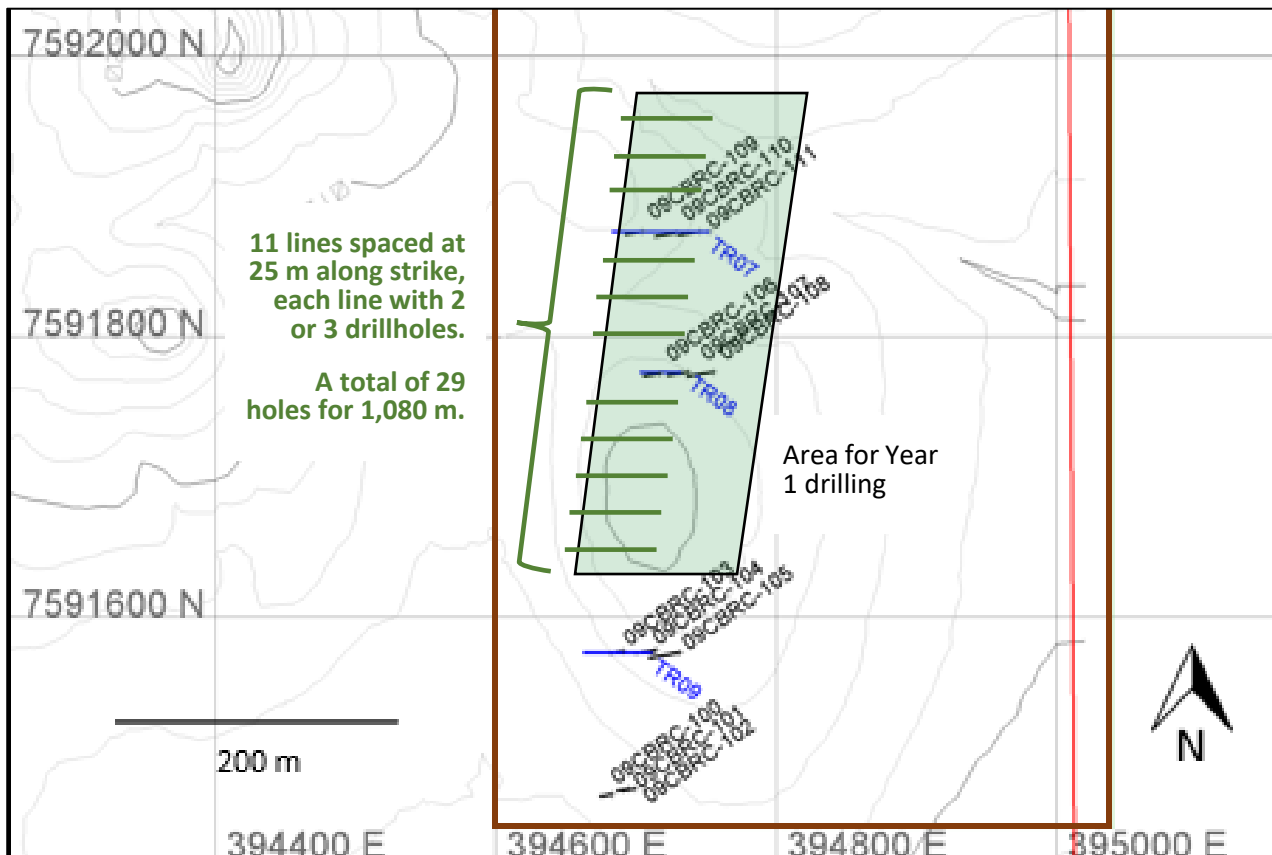 7592000 N
09CBRC-109
09CBRC-110
09CBRC-111
TR07
11 lines spaced at
25 m along strike,
each line with 2
or 3 drillholes.
A total of 29
holes for 1,080 m.
09CBRC-106
09CBRC-108
7591800 N
TR08
Area for Year
1 drilling
7591600 N
09CBRC-103
09CBRC-104
09CBRC-105
TR09
09CBRC-100
09CBRC-101
09CBRC-102
200 m
N
394400 E
394600 E
394800 E
395000 E